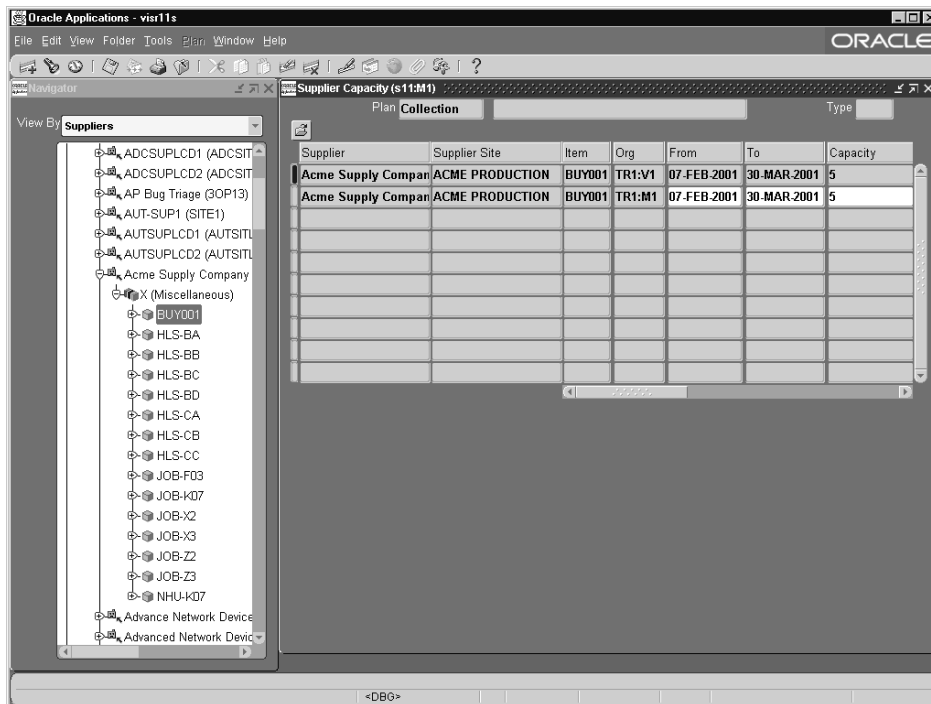 Oracle Applications - visr11s
File Edit View Folder Tools Plan Window Help
ORACLE
Navigator
View By Suppliers
ADCSUPLCD1 (ADCSIT
ADCSUPLCD2 (ADCSIT
AP Bug Triage (3OP13)
AUT-SUP1 (SITE1)
AUTSUPLCD1 (AUTSITL
AUTSUPLCD2 (AUTSITL
Acme Supply Company
X (Miscellaneous)
BUY001
HLS-BA
HLS-BB
HLS-BC
HLS-BD
HLS-CA
HLS-CB
HLS-CC
JOB-F03
JOB-K07
JOB-X2
JOB-X3
JOB-Z2
JOB-Z3
NHU-K07
Advance Network Device
Advanced Network Devic
Supplier Capacity (s11:M1)
Plan Collection Type
Supplier Supplier Site Item Org From To Capacity
Acme Supply Compan ACME PRODUCTION BUY001 TR1:V1 07-FEB-2001 30-MAR-2001 5
Acme Supply Compan ACME PRODUCTION BUY001 TR1:M1 07-FEB-2001 30-MAR-2001 5
<DBG>